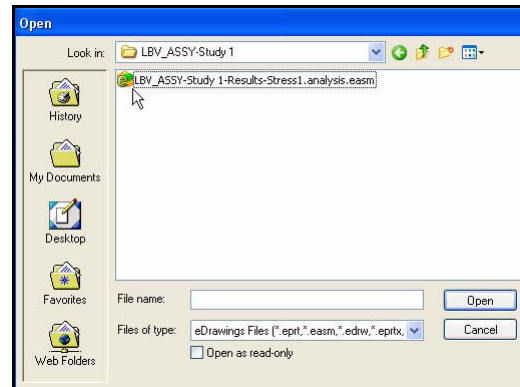 Open
Look in:
LBV_ASSY-Study 1
LBV_ASSY-Study 1-Results-Stress1.analysis.easm
History
My Documents
Desktop
Favorites
Web Folders
File name:
Open
Files of type:
eDrawings Files (*.eprt,*.easm,*.edrw,*.eprtx,
Cancel
Open as read-only